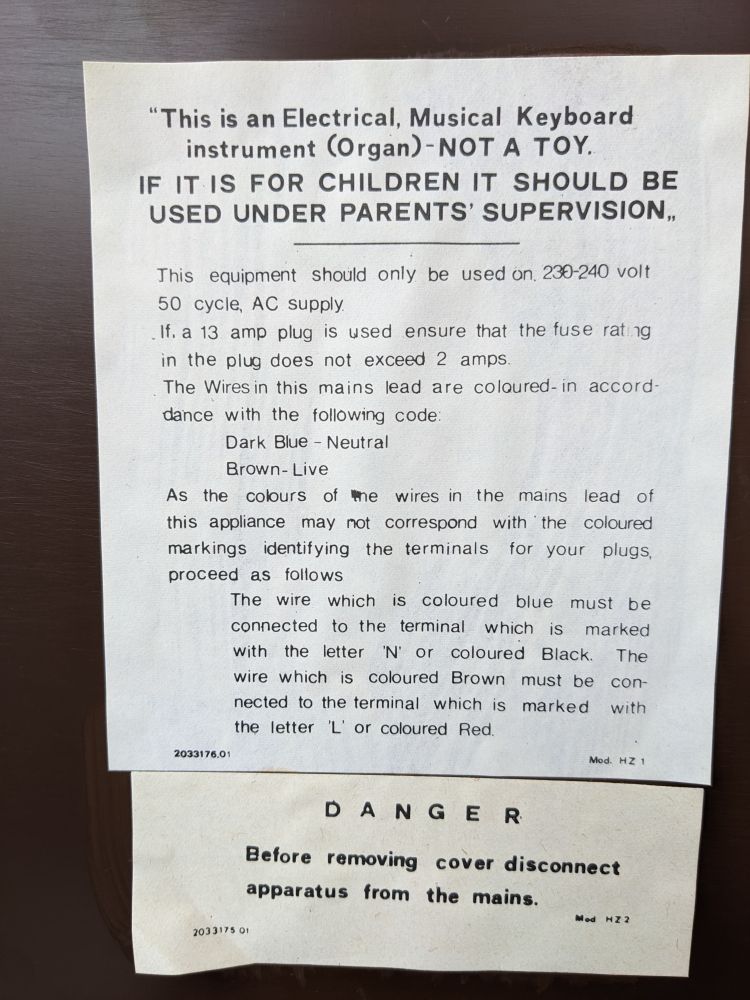 “This is an Electrical, Musical Keyboard
instrument (Organ)-NOT A TOY.
IF IT IS FOR CHILDREN IT SHOULD BE
USED UNDER PARENTS' SUPERVISION„
This equipment should only be used on. 230-240 volt
50 cycle, AC supply.
If a 13 amp plug is used ensure that the fuse rating
in the plug does not exceed 2 amps.
The Wires in this mains lead are coloured-in accord-
dance with the following code:
Dark Blue - Neutral
Brown-Live
As the colours of the wires in the mains lead of
this appliance may not correspond with the coloured
markings identifying the terminals for your plugs,
proceed as follows
The wire which is coloured blue must be
connected to the terminal which is marked
with the letter 'N' or coloured Black. The
wire which is coloured Brown must be con-
nected to the terminal which is marked with
the letter 'L' or coloured Red.
2033176.01 Mod. HZ 1
DANGER
Before removing cover disconnect
apparatus from the mains.
Mod HZ 2
2033175 01